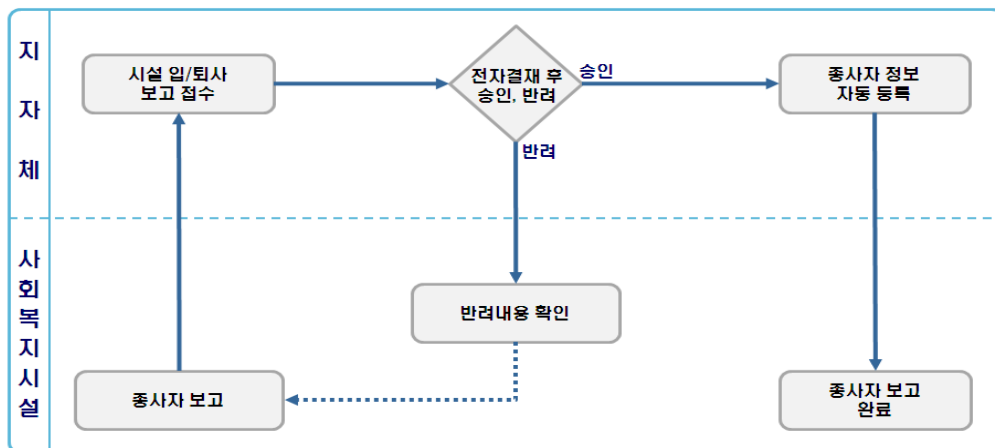 지자체
시설 입/퇴사
보고 접수
전자결재 후
승인, 반려
승인
종사자 정보
자동 등록
반려
사회복지시설
반려내용 확인
종사자 보고
종사자 보고
완료